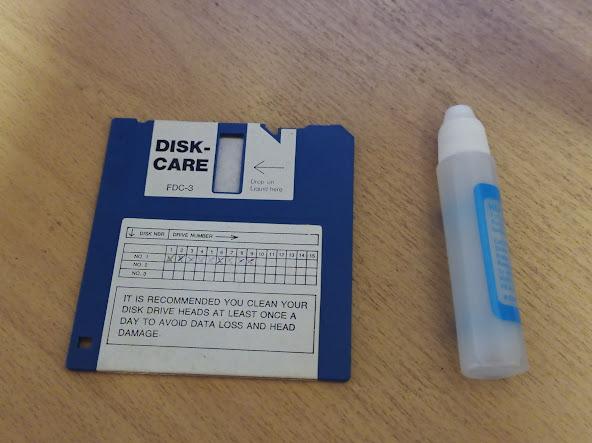 DISK-
CARE
FDC-3
Drop on
Liquid here
DISK NBR DRIVE NUMBER
1 2 3 4 5 6 7 8 9 10 11 12 13 14 15
NO. 1
NO. 2
NO. 3
IT IS RECOMMENDED YOU CLEAN YOUR
DISK DRIVE HEADS AT LEAST ONCE A
DAY TO AVOID DATA LOSS AND HEAD
DAMAGE